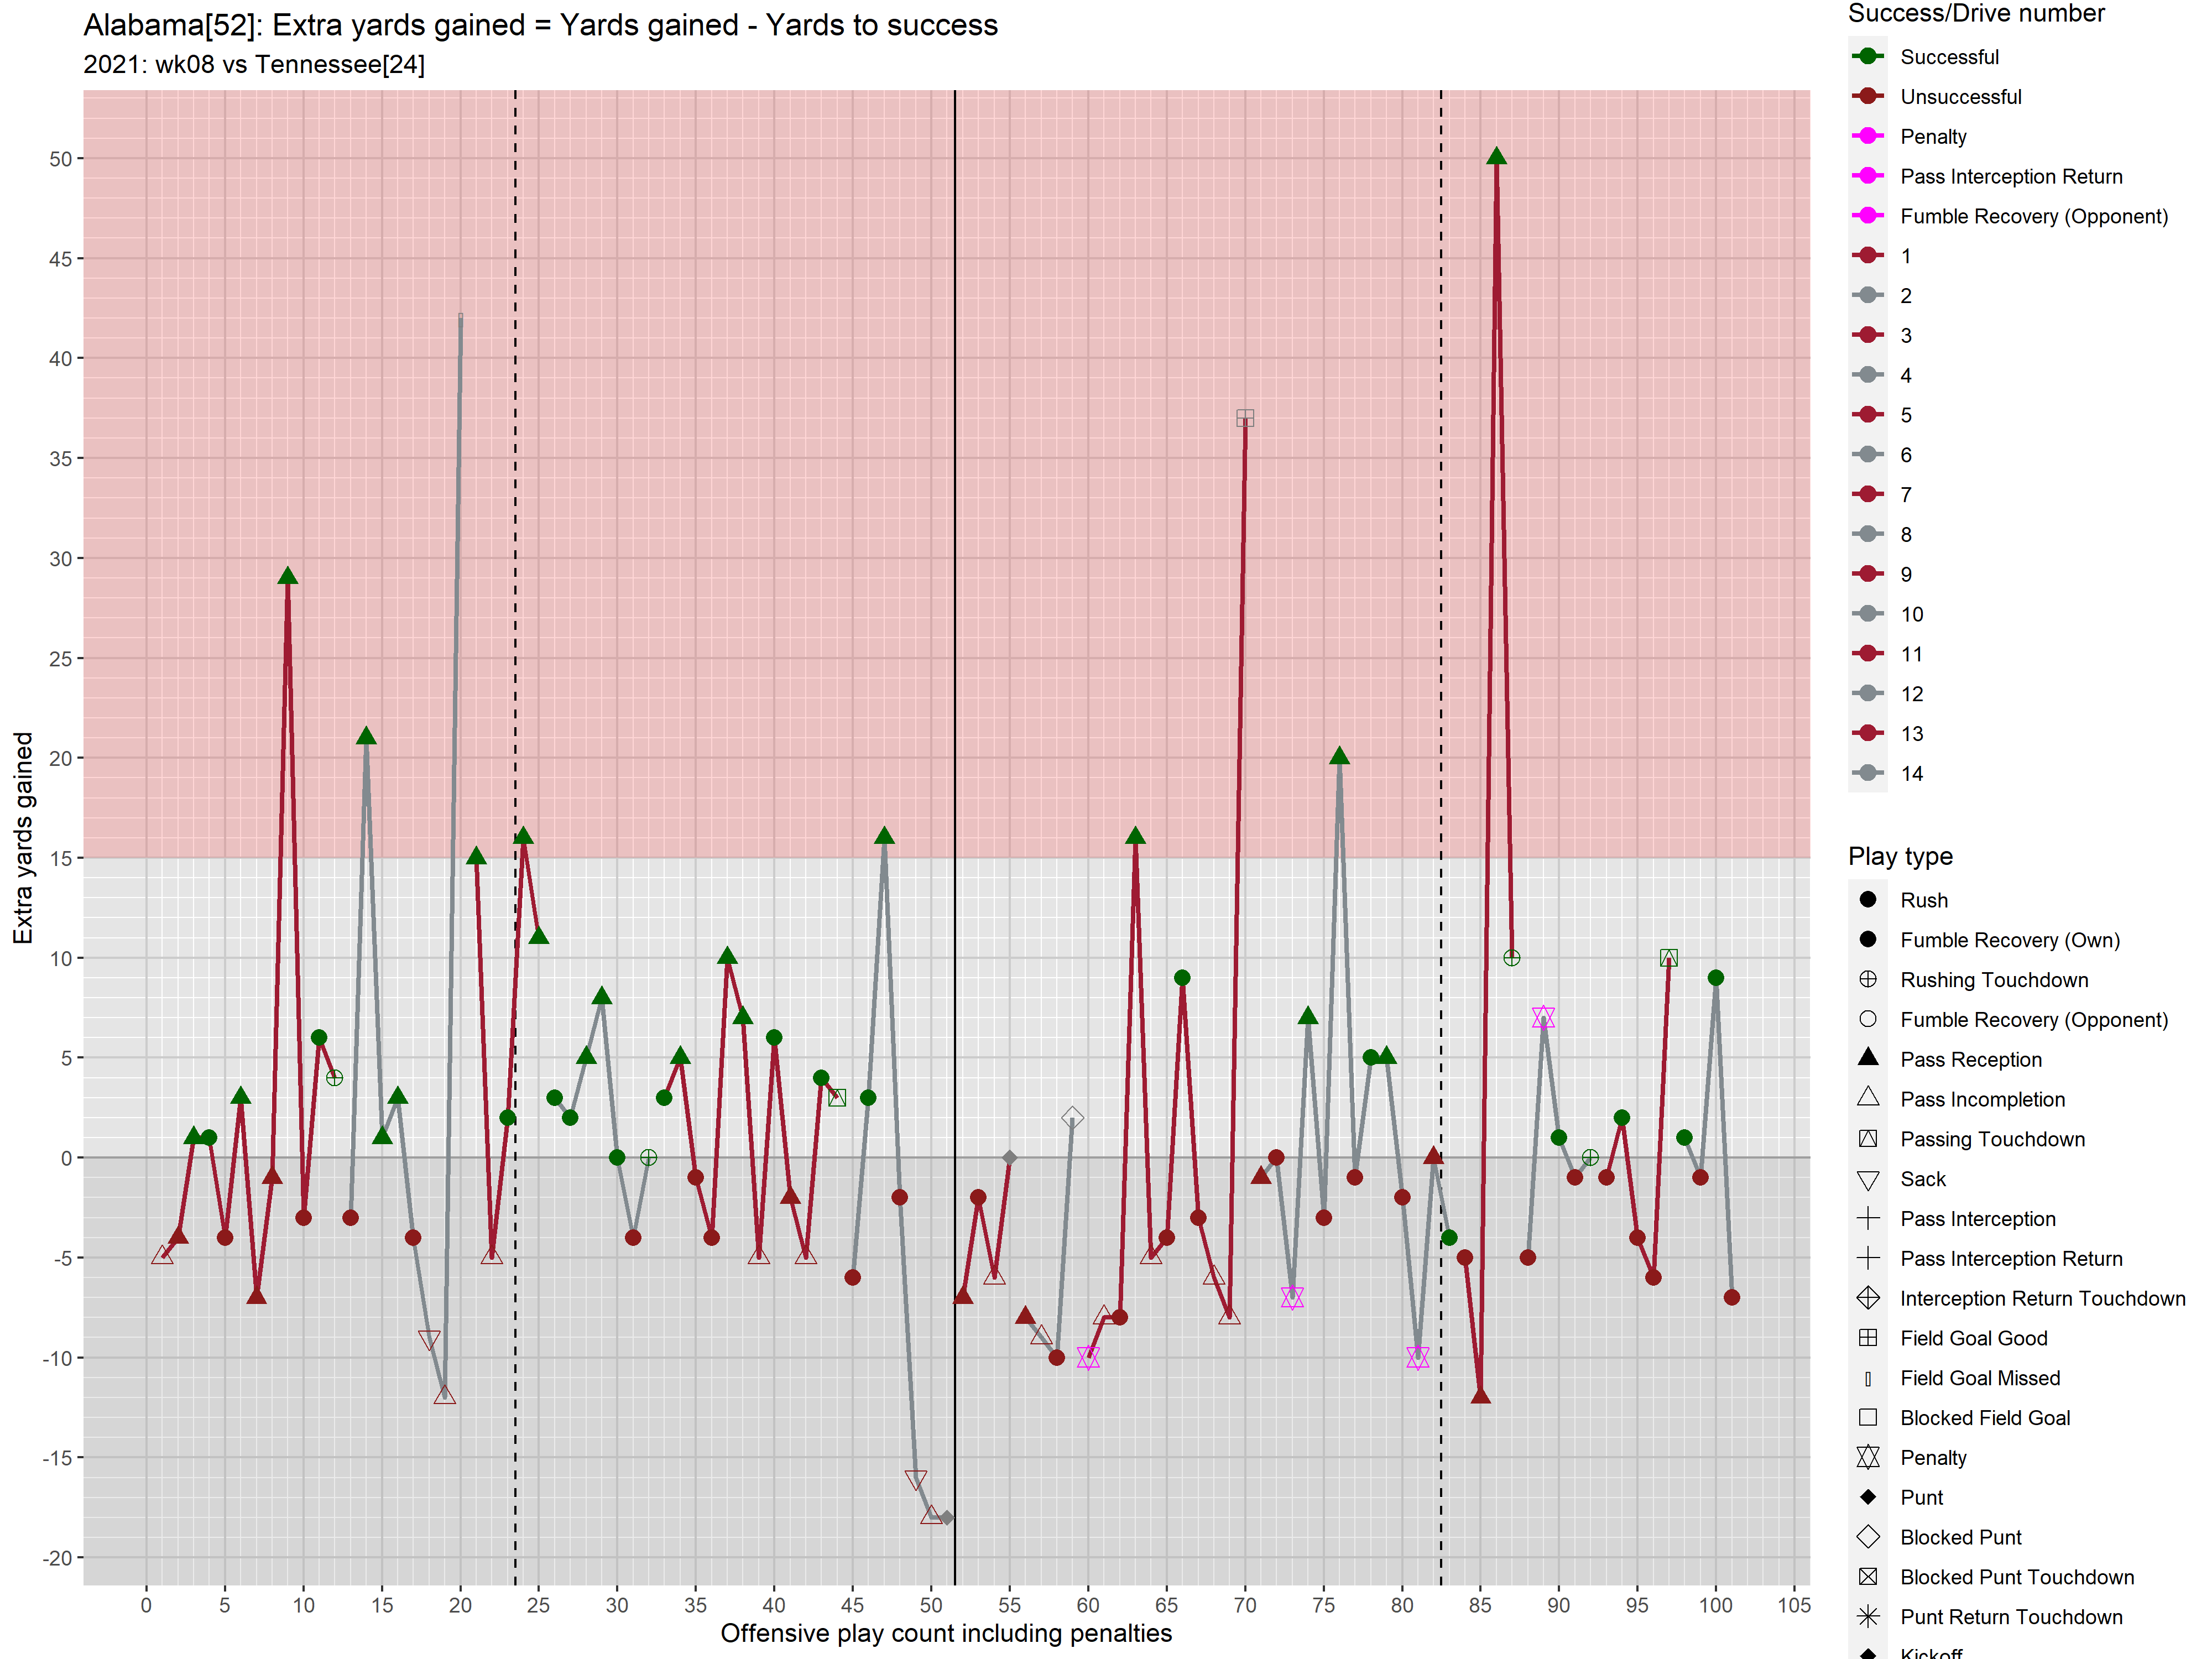 Alabama[52]: Extra yards gained = Yards gained - Yards to success
2021: wk08 vs Tennessee[24]
Extra yards gained
50
45
40
35
30
25
20
15
10
5
0
-5
-10
-15
-20
0 5 10 15 20 25 30 35 40 45 50 55 60 65 70 75 80 85 90 95 100 105
Offensive play count including penalties
Success/Drive number
Successful
Unsuccessful
Penalty
Pass Interception Return
Fumble Recovery (Opponent)
1
2
3
4
5
6
7
8
9
10
11
12
13
14
Play type
Rush
Fumble Recovery (Own)
Rushing Touchdown
Fumble Recovery (Opponent)
Pass Reception
Pass Incompletion
Passing Touchdown
Sack
Pass Interception
Pass Interception Return
Interception Return Touchdown
Field Goal Good
Field Goal Missed
Blocked Field Goal
Penalty
Punt
Blocked Punt
Blocked Punt Touchdown
Punt Return Touchdown
Kickoff